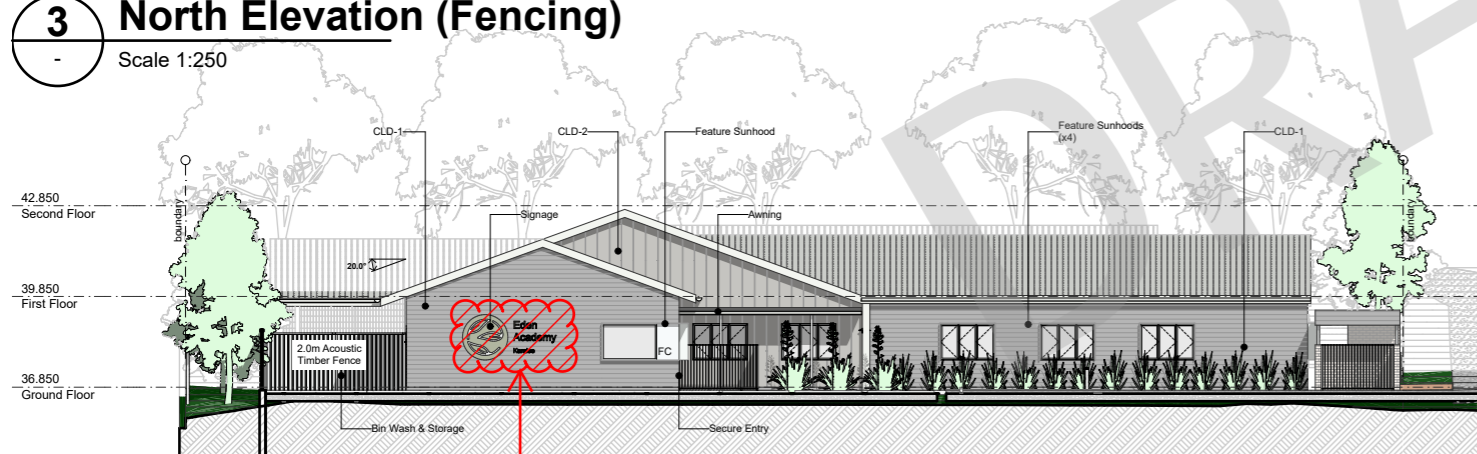 3
North Elevation (Fencing)
-
Scale 1:250
DRA
CLD-1
CLD-2
Feature Sunhood
Feature Sunhoods
(x4)
CLD-1
42.850
Second Floor
boundary
Signage
Awning
boundary
20.0°
39.850
First Floor
Eden
Academy
2.0m Acoustic
Timber Fence
FC
36.850
Ground Floor
Bin Wash & Storage
Secure Entry